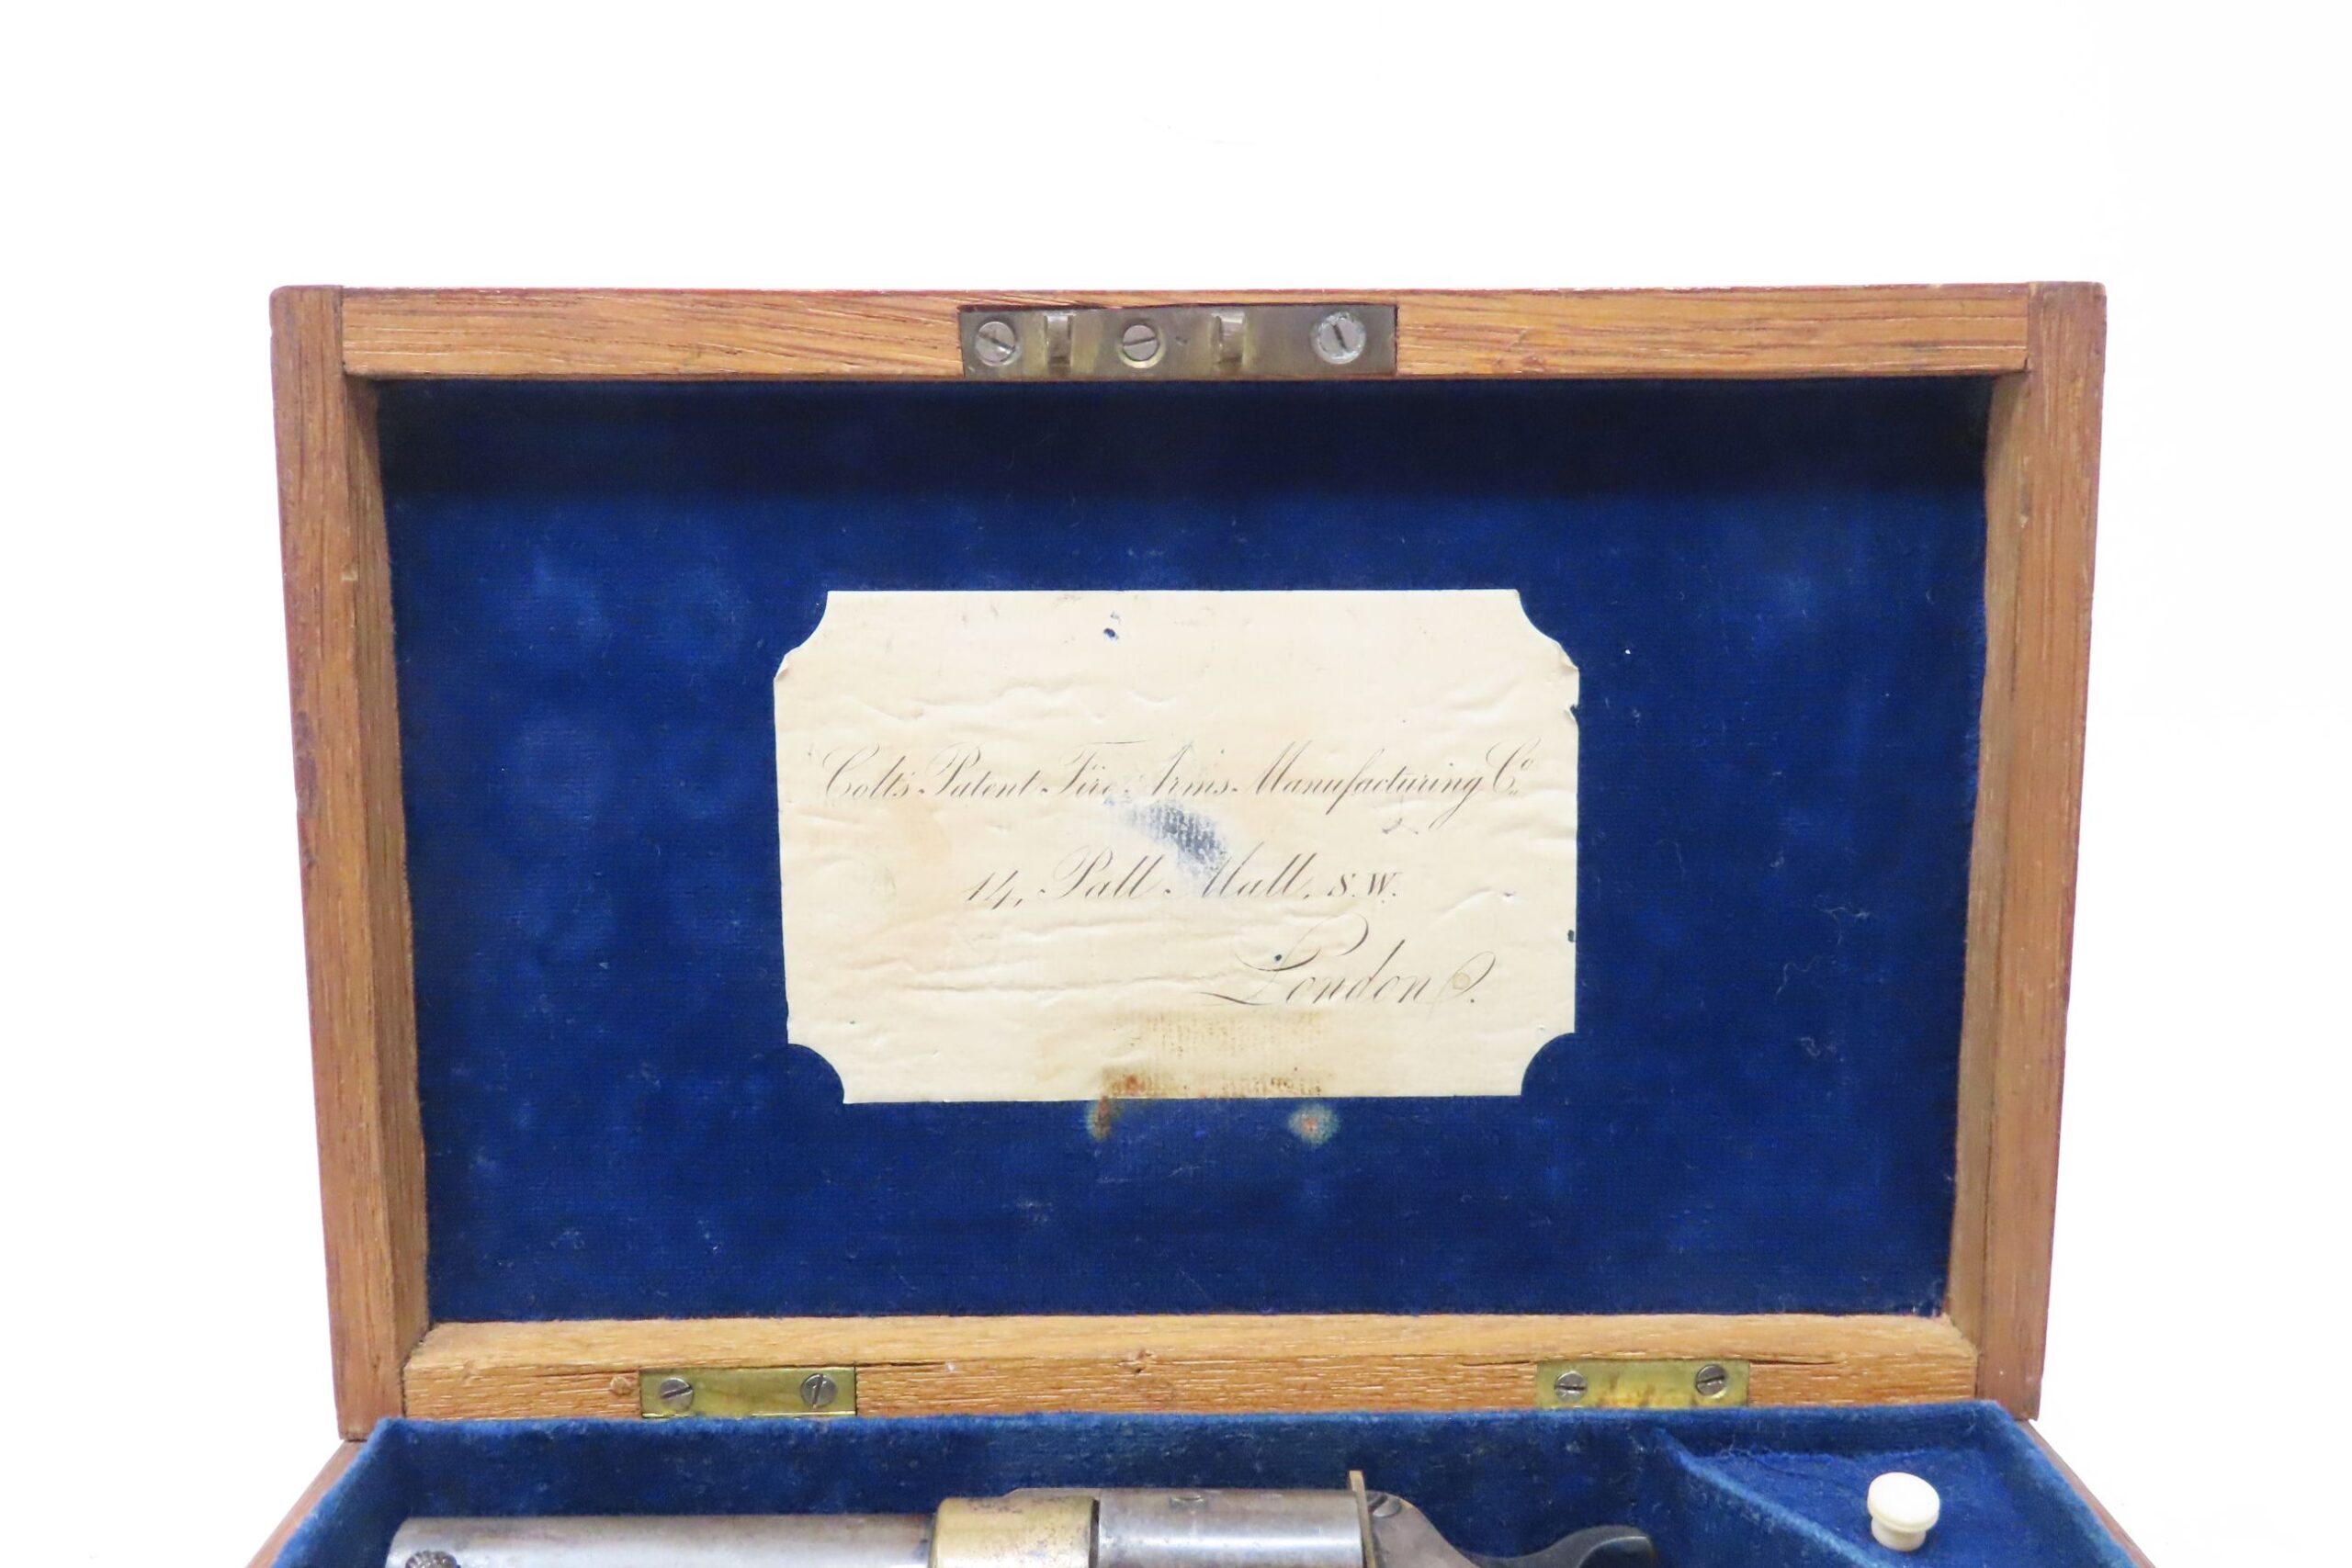 Colt's Patent Fire Arms Manufacturing Co.
14, Pall Mall, S.W.
London.